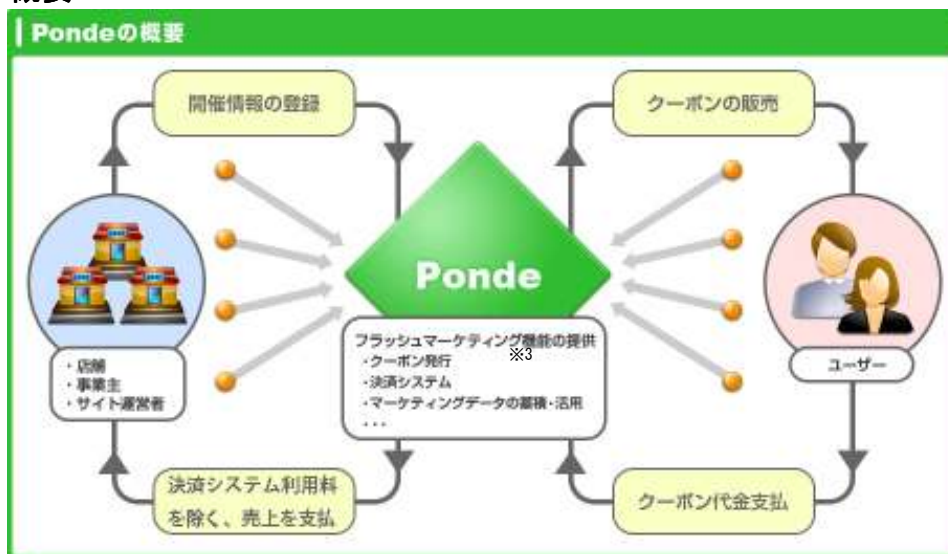 Pondeの概要
開催情報の登録
クーポンの販売
Ponde
フラッシュマーケティング機能の提供
※3
・クーポン発行
・決済システム
・マーケティングデータの蓄積・活用
・・・
・店舗
・事業主
・サイト運営者
ユーザー
決済システム利用料
を除く、売上を支払
クーポン代金支払